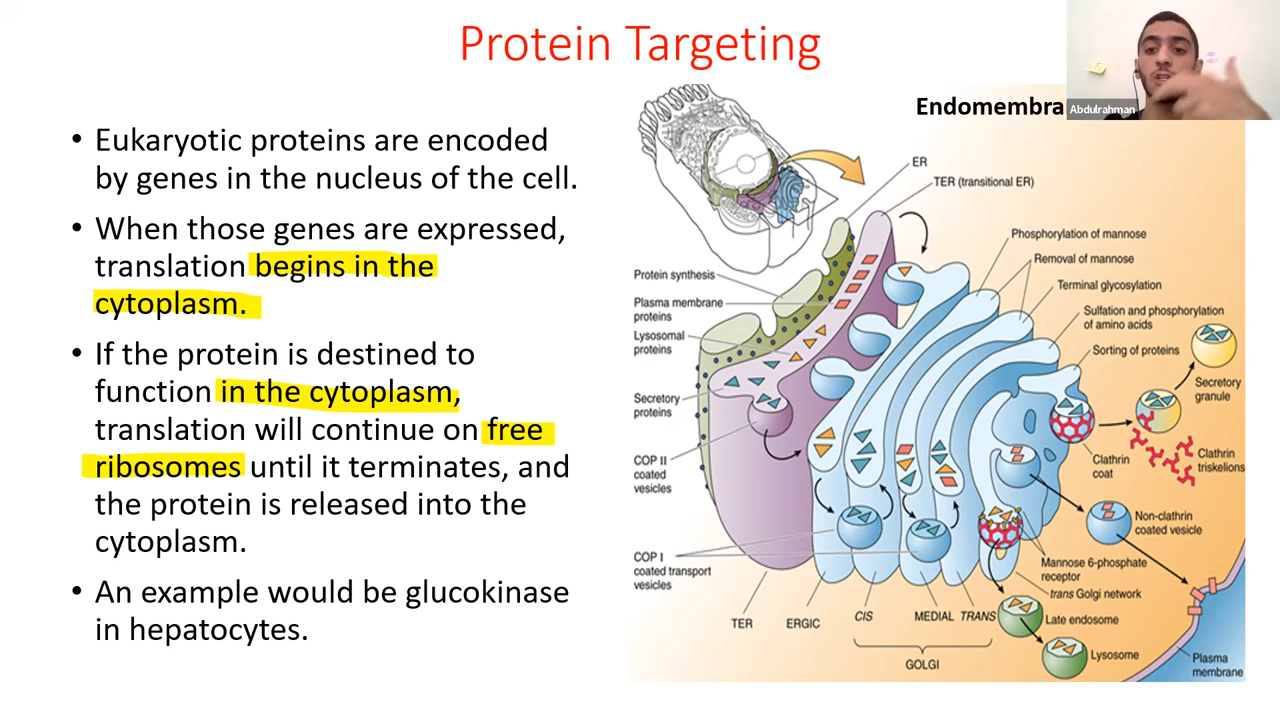 Protein Targeting
• Eukaryotic proteins are encoded
by genes in the nucleus of the cell.
• When those genes are expressed,
translation begins in the
cytoplasm.
• If the protein is destined to
function in the cytoplasm,
translation will continue on free
ribosomes until it terminates, and
the protein is released into the
cytoplasm.
• An example would be glucokinase
in hepatocytes.
Endomembra
Abdulrahman
ER
TER (transitional ER)
Phosphorylation of mannose
Removal of mannose
Terminal glycosylation
Sulfation and phosphorylation
of amino acids
Sorting of proteins
Secretory
granule
Protein synthesis
Plasma membrane
proteins
Lysosomal
proteins
Secretory
proteins
COP II
coated
vesicles
COP I
coated transport
vesicles
Clathrin
coat
Clathrin
triskelions
Non-clathrin
coated vesicle
Mannose 6-phosphate
receptor
trans Golgi network
Late endosome
Lysosome
Plasma
membrane
TER
ERGIC
CIS
MEDIAL
TRANS
GOLGI